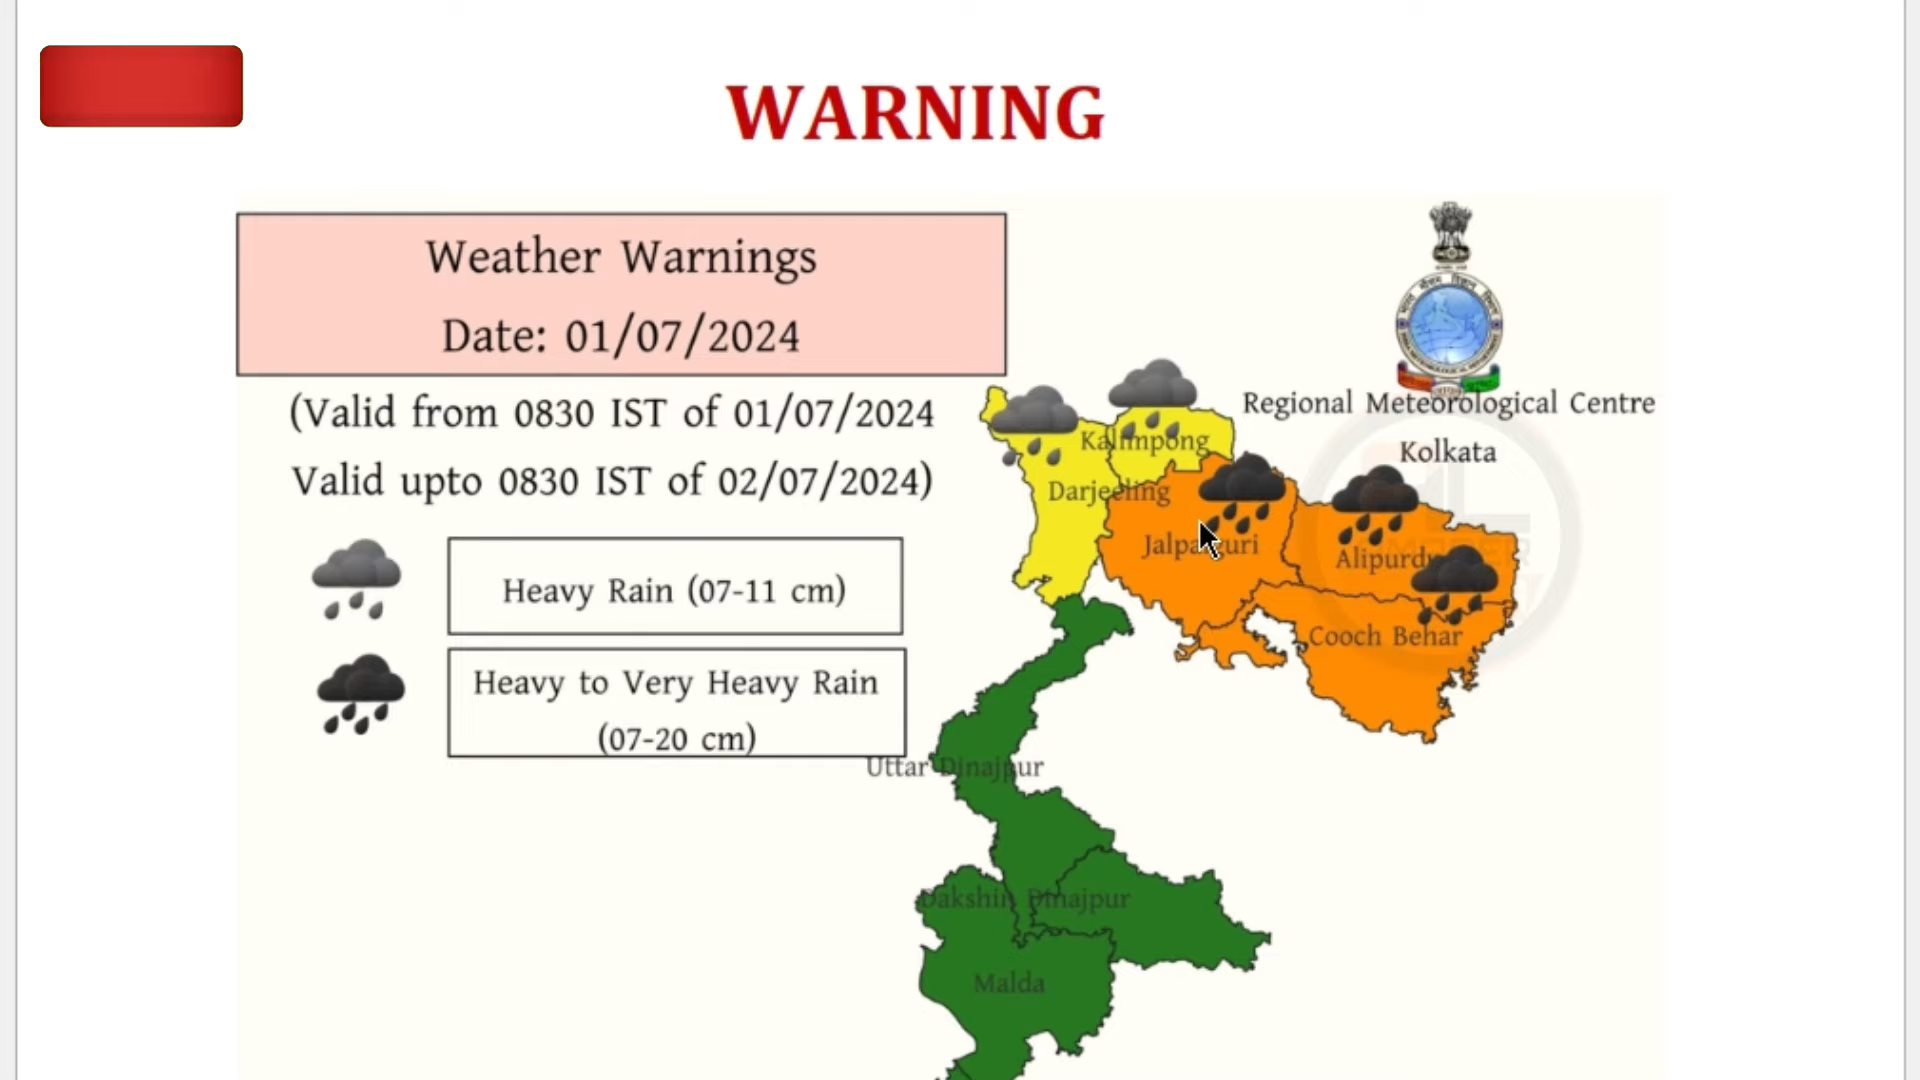 WARNING
Weather Warnings
Date: 01/07/2024
(Valid from 0830 IST of 01/07/2024
Valid upto 0830 IST of 02/07/2024)
Regional Meteorological Centre
Kolkata
Heavy Rain (07-11 cm)
Heavy to Very Heavy Rain
(07-20 cm)
Kalimpong
Darjeeling
Jalpaiguri
Alipurdu
Cooch Behar
Uttar Dinajpur
Dakshin Dinajpur
Malda